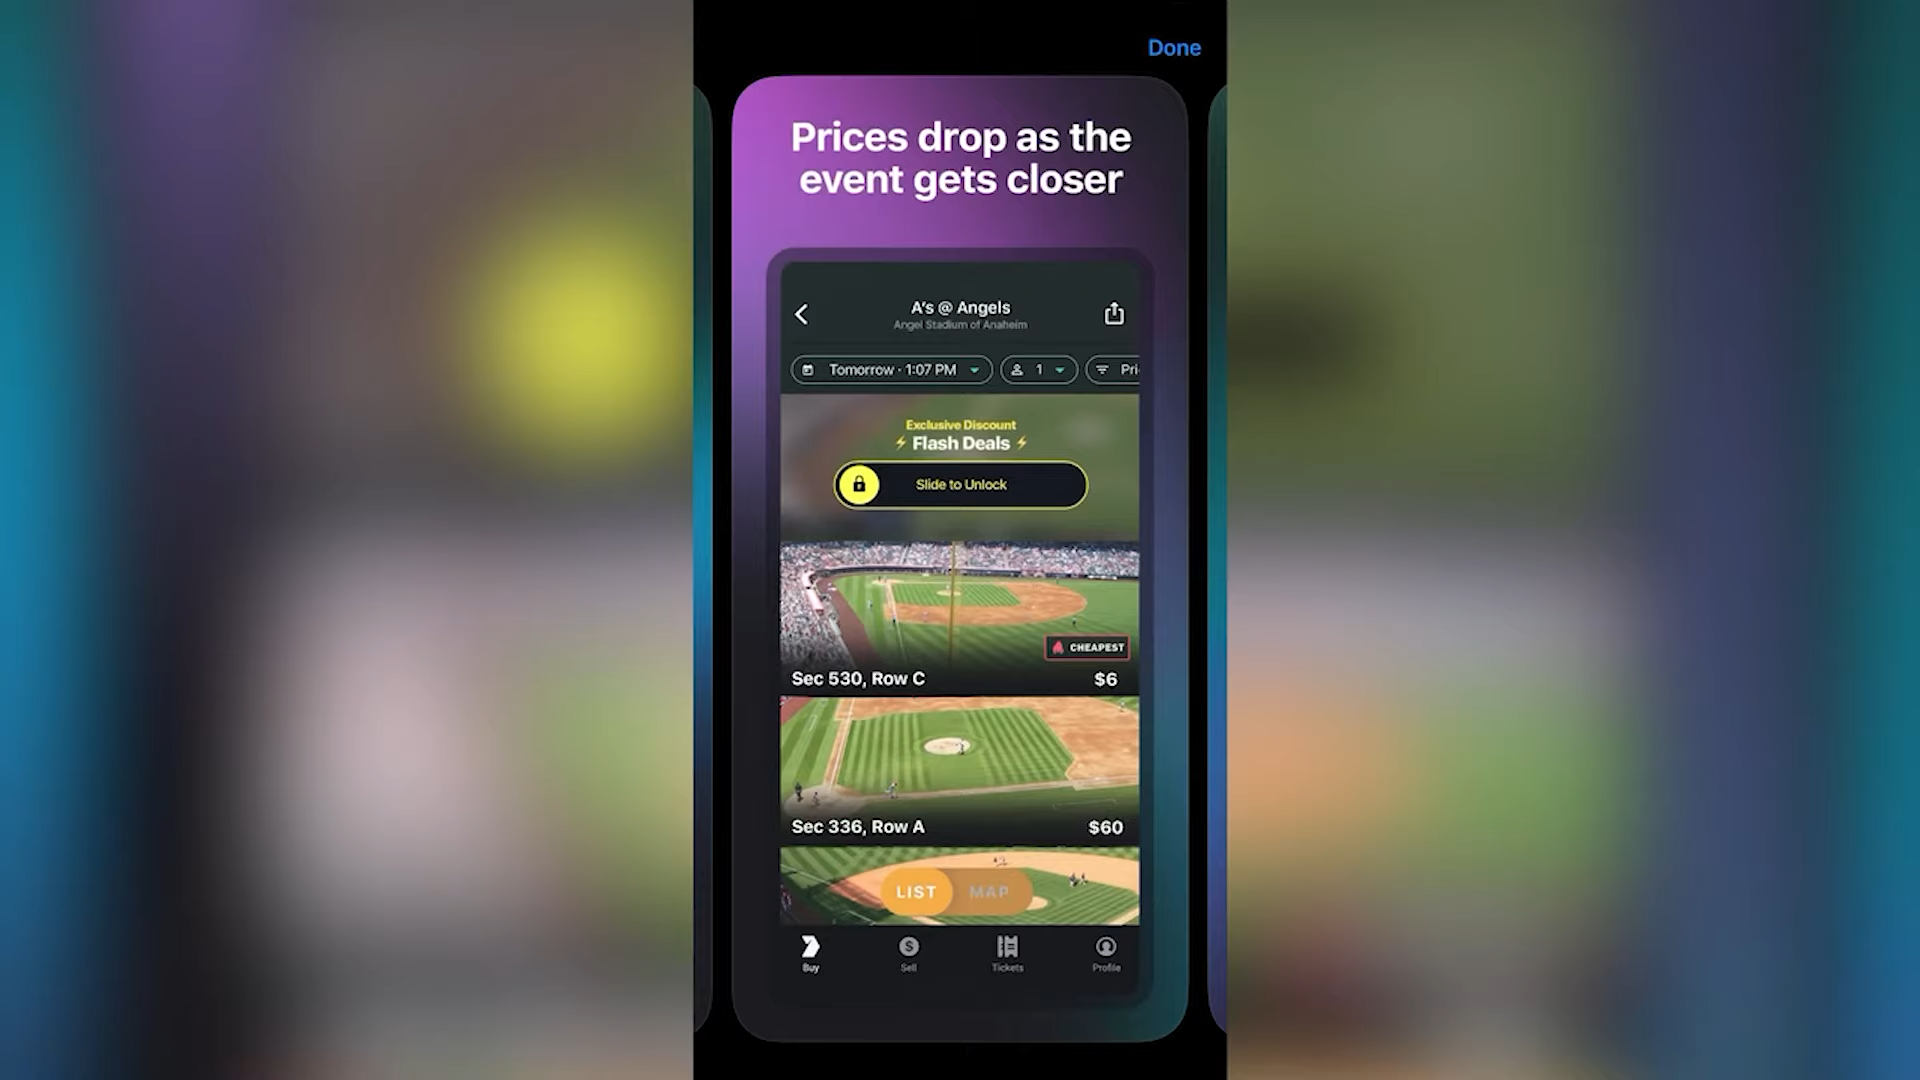 Done
Prices drop as the
event gets closer
A's @ Angels
Angel Stadium of Anaheim
Tomorrow · 1:07 PM
1
Pri
Exclusive Discount
⚡ Flash Deals ⚡
Slide to Unlock
CHEAPEST
Sec 530, Row C
$6
Sec 336, Row A
$60
LIST
MAP
Buy
Sell
Tickets
Profile